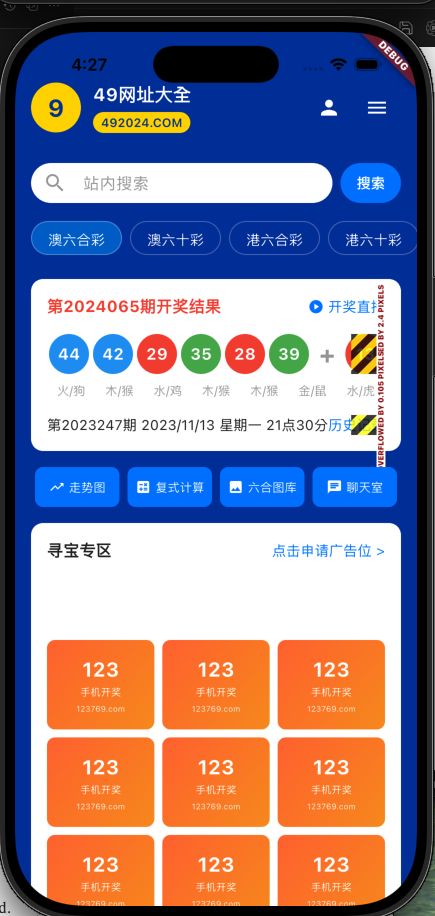 4:27
DEBUG
9
49网址大全
492024.COM
站内搜索
搜索
澳六合彩
澳六十彩
港六合彩
港六十彩
第2024065期开奖结果
开奖直播
44
42
29
35
28
39
+
火/狗
木/猴
水/鸡
木/猴
木/猴
金/鼠
水/虎
第2023247期 2023/11/13 星期一 21点30分
历史
VERFLOWED BY 0.105 PIXELS
ED BY 2.4 PIXELS
走势图
复式计算
六合图库
聊天室
寻宝专区
点击申请广告位 >
123
手机开奖
123769.com
123
手机开奖
123769.com
123
手机开奖
123769.com
123
手机开奖
123769.com
123
手机开奖
123769.com
123
手机开奖
123769.com
123
手机开奖
123769.com
123
手机开奖
123769.com
123
手机开奖
123769.com
d.